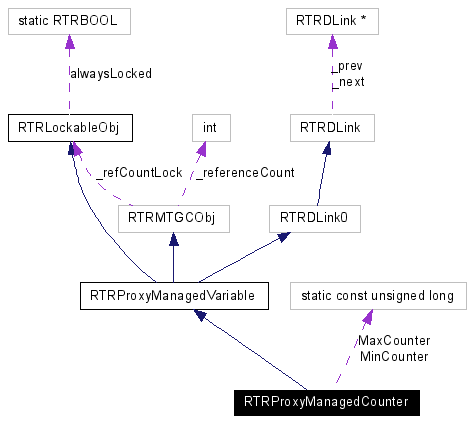 static RTRBOOL
RTRDLink *
alwaysLocked
_prev
_next
RTRLockableObj
int
RTRDLink
_refCountLock
_referenceCount
RTRMTGCObj
RTRDLink0
RTRProxyManagedVariable
static const unsigned long
MaxCounter
MinCounter
RTRProxyManagedCounter